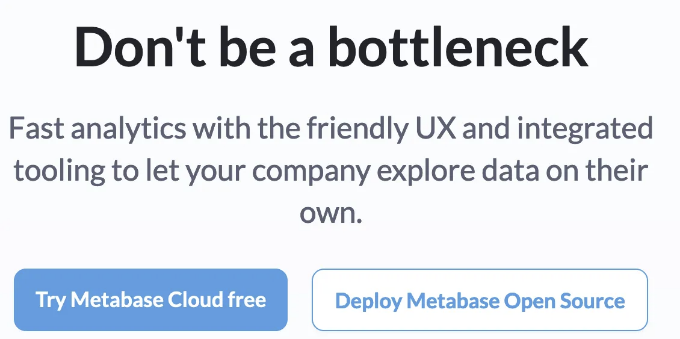 Don't be a bottleneck
Fast analytics with the friendly UX and integrated
tooling to let your company explore data on their
own.
Try Metabase Cloud free
Deploy Metabase Open Source